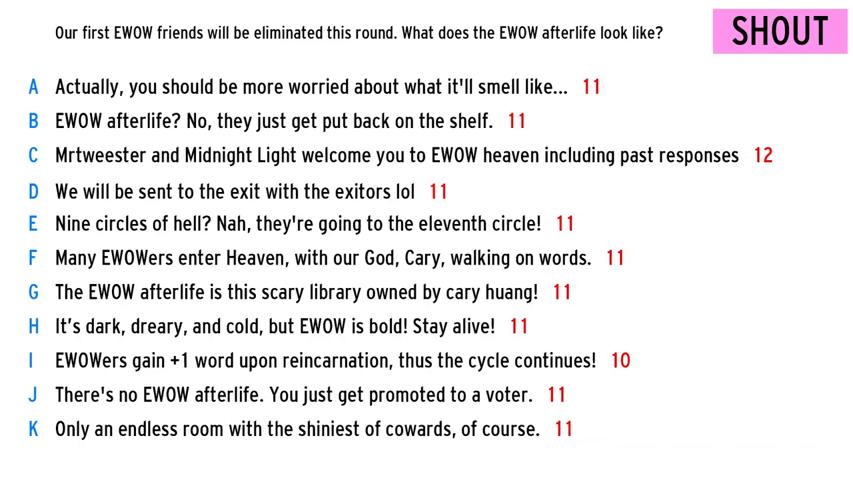 Our first EWOW friends will be eliminated this round. What does the EWOW afterlife look like?
SHOUT
A Actually, you should be more worried about what it'll smell like... 11
B EWOW afterlife? No, they just get put back on the shelf. 11
C Mrtweester and Midnight Light welcome you to EWOW heaven including past responses 12
D We will be sent to the exit with the exitors lol 11
E Nine circles of hell? Nah, they're going to the eleventh circle! 11
F Many EWOWers enter Heaven, with our God, Cary, walking on words. 11
G The EWOW afterlife is this scary library owned by cary huang! 11
H It’s dark, dreary, and cold, but EWOW is bold! Stay alive! 11
I EWOWers gain +1 word upon reincarnation, thus the cycle continues! 10
J There's no EWOW afterlife. You just get promoted to a voter. 11
K Only an endless room with the shiniest of cowards, of course. 11